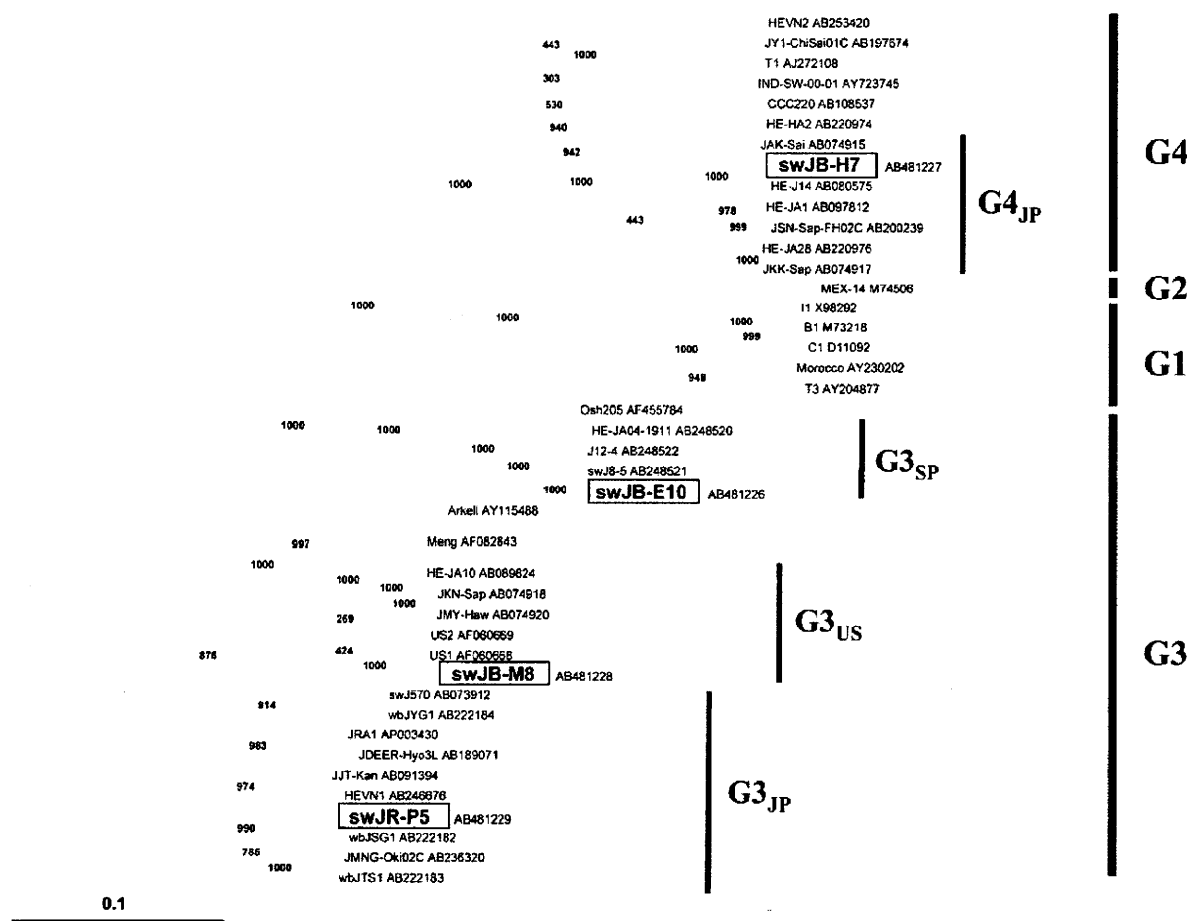 HEVN2 AB253420
443
1000
JY1-ChiSai01C AB197674
T1 AJ272108
303
IND-SW-00-01 AY723745
530
CCC220 AB108537
940
HE-HA2 AB220974
942
JAK-Sai AB074915
G4
1000
1000
1000
swJB-H7 AB481227
HE-J14 AB080575
G4JP
443
978
HE-JA1 AB097812
999
JSN-Sap-FH02C AB200239
HE-JA28 AB220976
1000
JKK-Sap AB074917
MEX-14 M74506
G2
1000
1000
I1 X98292
1000
B1 M73218
999
1000
C1 D11092
G1
Morocco AY230202
948
T3 AY204877
Osh205 AF455784
1000
1000
HE-JA04-1911 AB248520
1000
J12-4 AB248522
G3SP
1000
swJ8-5 AB248521
1000
swJB-E10 AB481226
Arkell AY115488
997
Meng AF082843
1000
1000
HE-JA10 AB089824
1000
JKN-Sap AB074918
1000
269
JMY-Haw AB074920
G3US
US2 AF060669
G3
876
424
US1 AF060668
1000
swJB-M8 AB481228
swJ570 AB073912
914
wbJYG1 AB222184
JRA1 AP003430
983
JDEER-Hyo3L AB189071
JJT-Kan AB091394
974
HEVN1 AB246676
G3JP
swJR-P5 AB481229
990
wbJSG1 AB222182
786
JMNG-Oki02C AB236320
1000
wbJTS1 AB222183
0.1